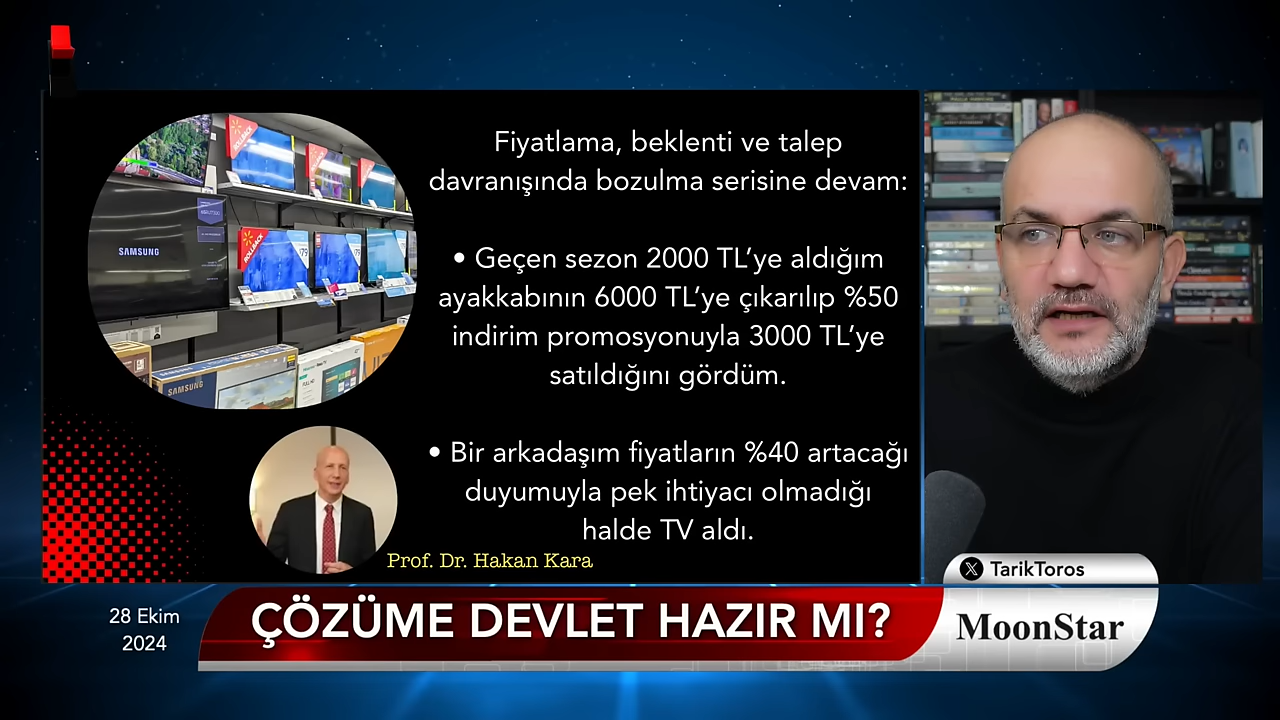 Fiyatlama, beklenti ve talep
davranışında bozulma serisine devam:
• Geçen sezon 2000 TL’ye aldığım
ayakkabının 6000 TL’ye çıkarılıp %50
indirim promosyonuyla 3000 TL’ye
satıldığını gördüm.
• Bir arkadaşım fiyatların %40 artacağı
duyumuyla pek ihtiyacı olmadığı
halde TV aldı.
Prof. Dr. Hakan Kara
SAMSUNG
ROLLBACK
SAMSUNG
TarikToros
28 Ekim
2024
ÇÖZÜME DEVLET HAZIR MI?
MoonStar